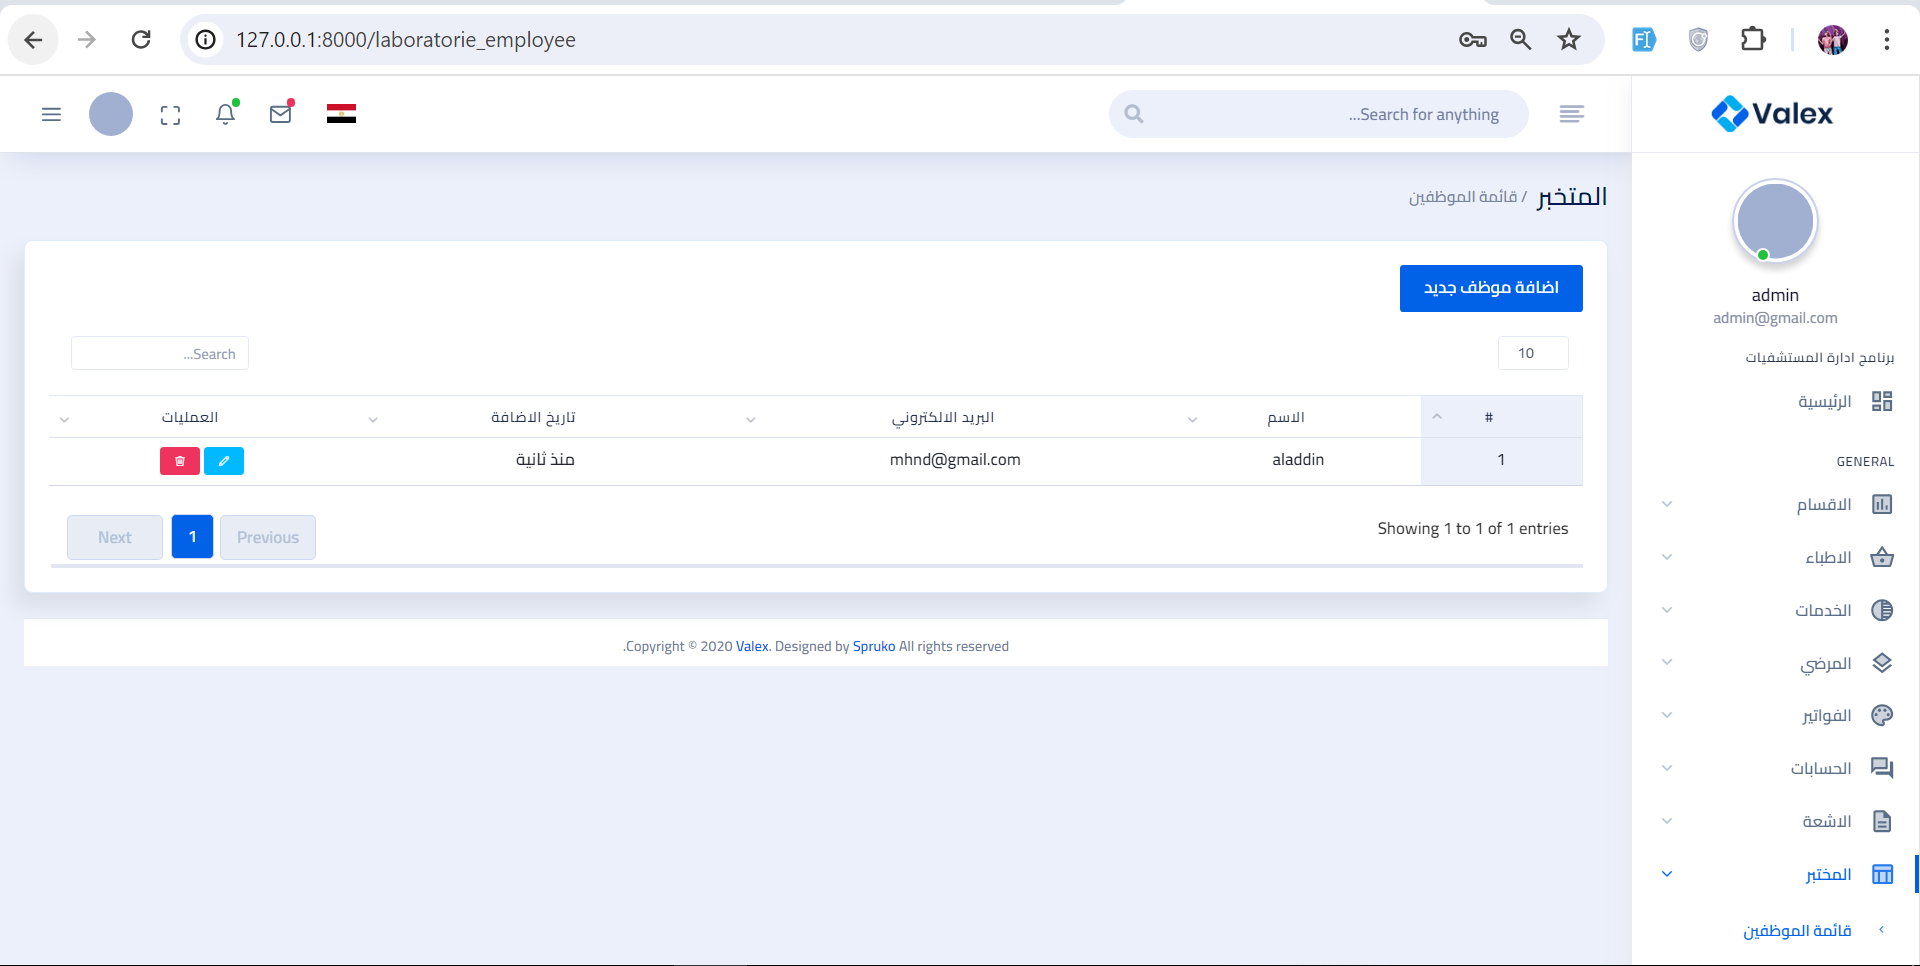 127.0.0.1:8000/laboratorie_employee
Valex
Search for anything...
admin
admin@gmail.com
برنامج ادارة المستشفيات
الرئيسية
GENERAL
الاقسام
الاطباء
الخدمات
المرضي
الفواتير
الحسابات
الاشعة
المختبر
قائمة الموظفين
المتخبر / قائمة الموظفين
اضافة موظف جديد
10
Search...
# الاسم البريد الالكتروني تاريخ الاضافة العمليات
1 aladdin mhnd@gmail.com منذ ثانية
Showing 1 to 1 of 1 entries
Previous 1 Next
Copyright © 2020 Valex. Designed by Spruko All rights reserved.